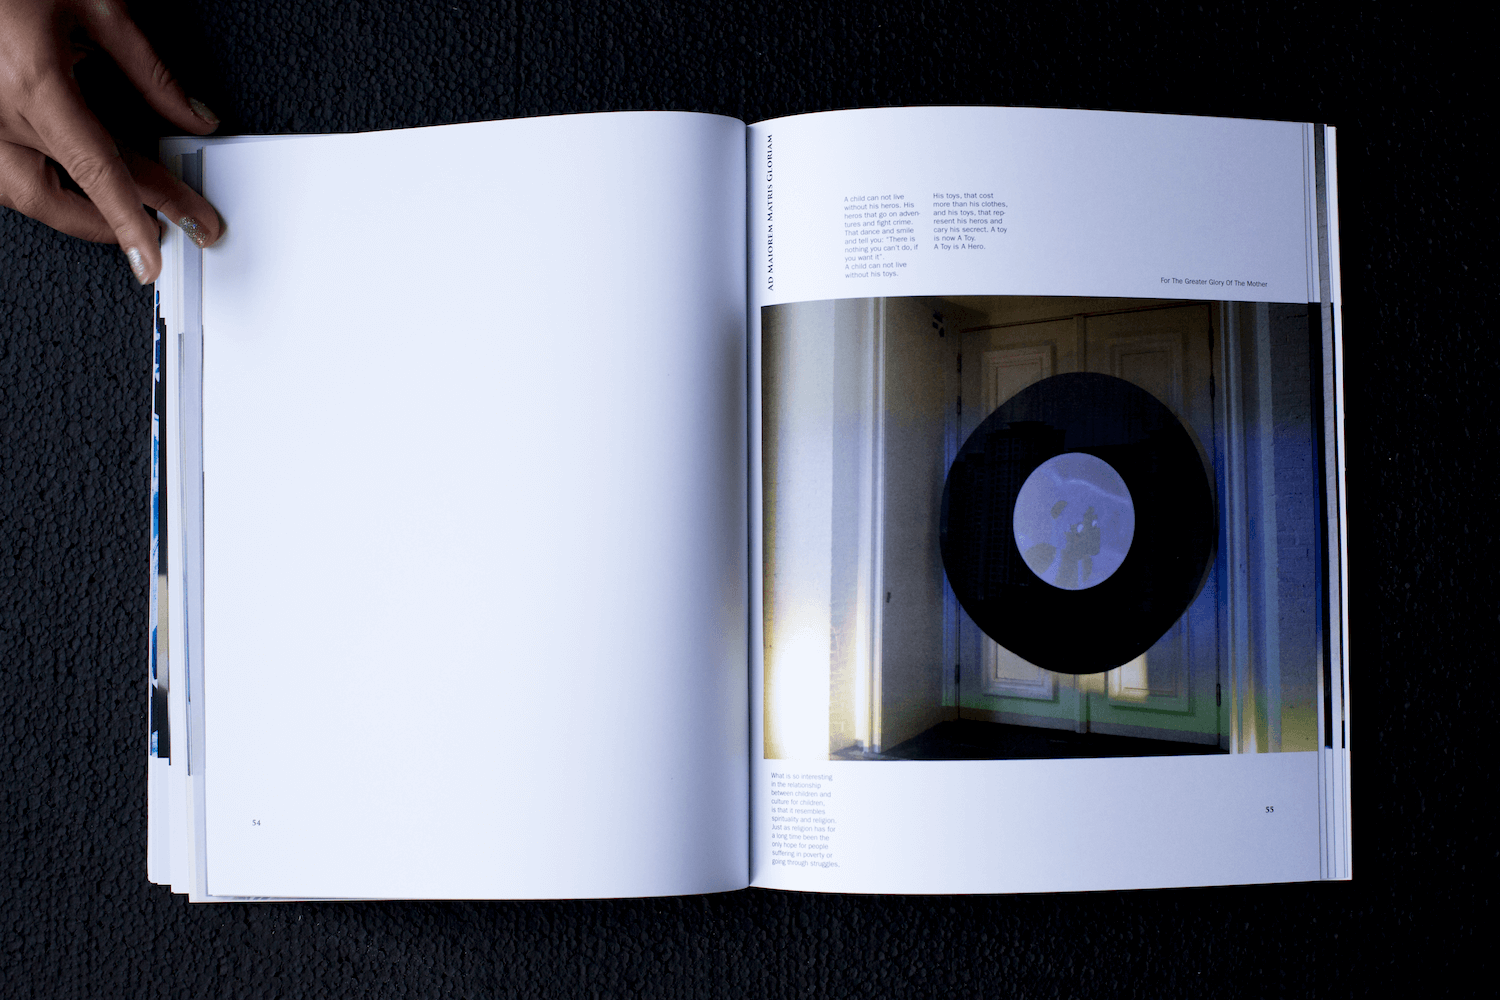 AD MAIOREM MATRIS GLORIAM
A child can not live
without his heros. His
heros that go on adven-
tures and fight crime.
That dance and smile
and tell you: "There is
nothing you can't do, if
you want it".
A child can not live
without his toys.
His toys, that cost
more than his clothes,
and his toys, that rep-
resent his heros and
cary his secrect. A toy
is now A Toy.
A Toy is A Hero.
For The Greater Glory Of The Mother
What is so interesting
in the relationship
between children and
culture for children,
is that it resembles
spirituality and religion.
Just as religion has for
a long time been the
only hope for people
suffering in poverty or
going through struggles.
54
55